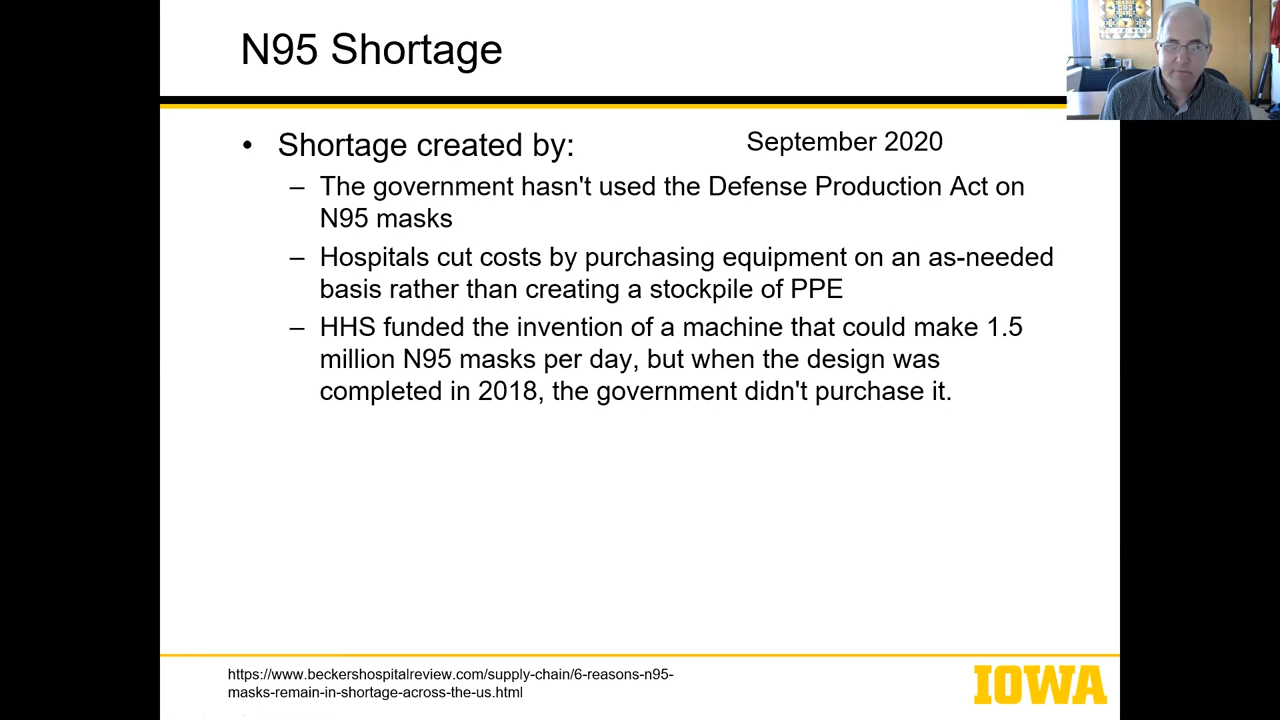 N95 Shortage
• Shortage created by:
September 2020
– The government hasn't used the Defense Production Act on
N95 masks
– Hospitals cut costs by purchasing equipment on an as-needed
basis rather than creating a stockpile of PPE
– HHS funded the invention of a machine that could make 1.5
million N95 masks per day, but when the design was
completed in 2018, the government didn't purchase it.
https://www.beckershospitalreview.com/supply-chain/6-reasons-n95-
masks-remain-in-shortage-across-the-us.html
IOWA